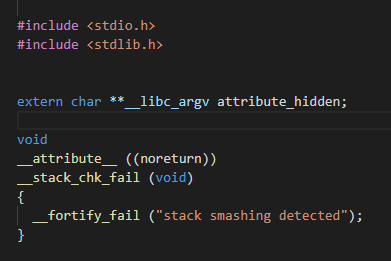 #include <stdio.h>
#include <stdlib.h>
extern char **__libc_argv attribute_hidden;
void
__attribute__ ((noreturn))
__stack_chk_fail (void)
{
  __fortify_fail ("stack smashing detected");
}